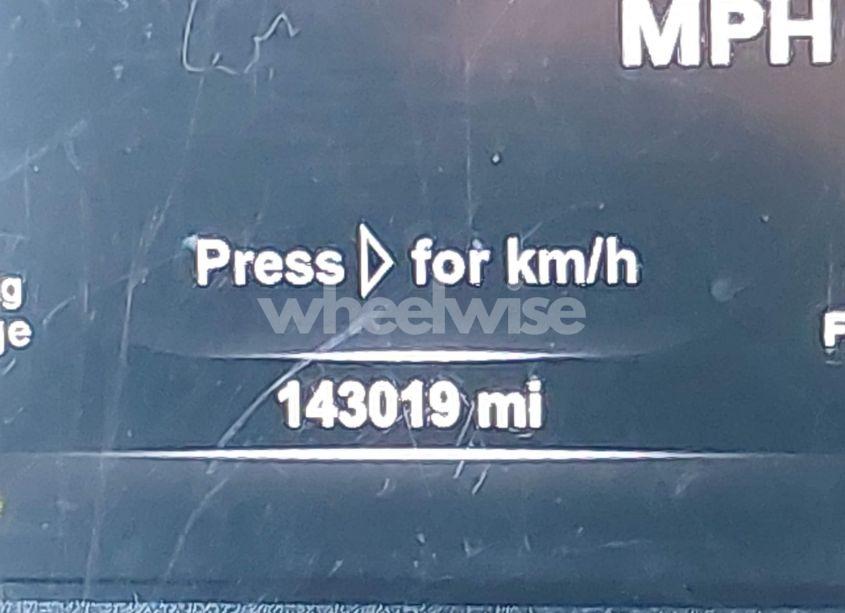 MPH
Press ▷ for km/h
wheelwise
143019 mi